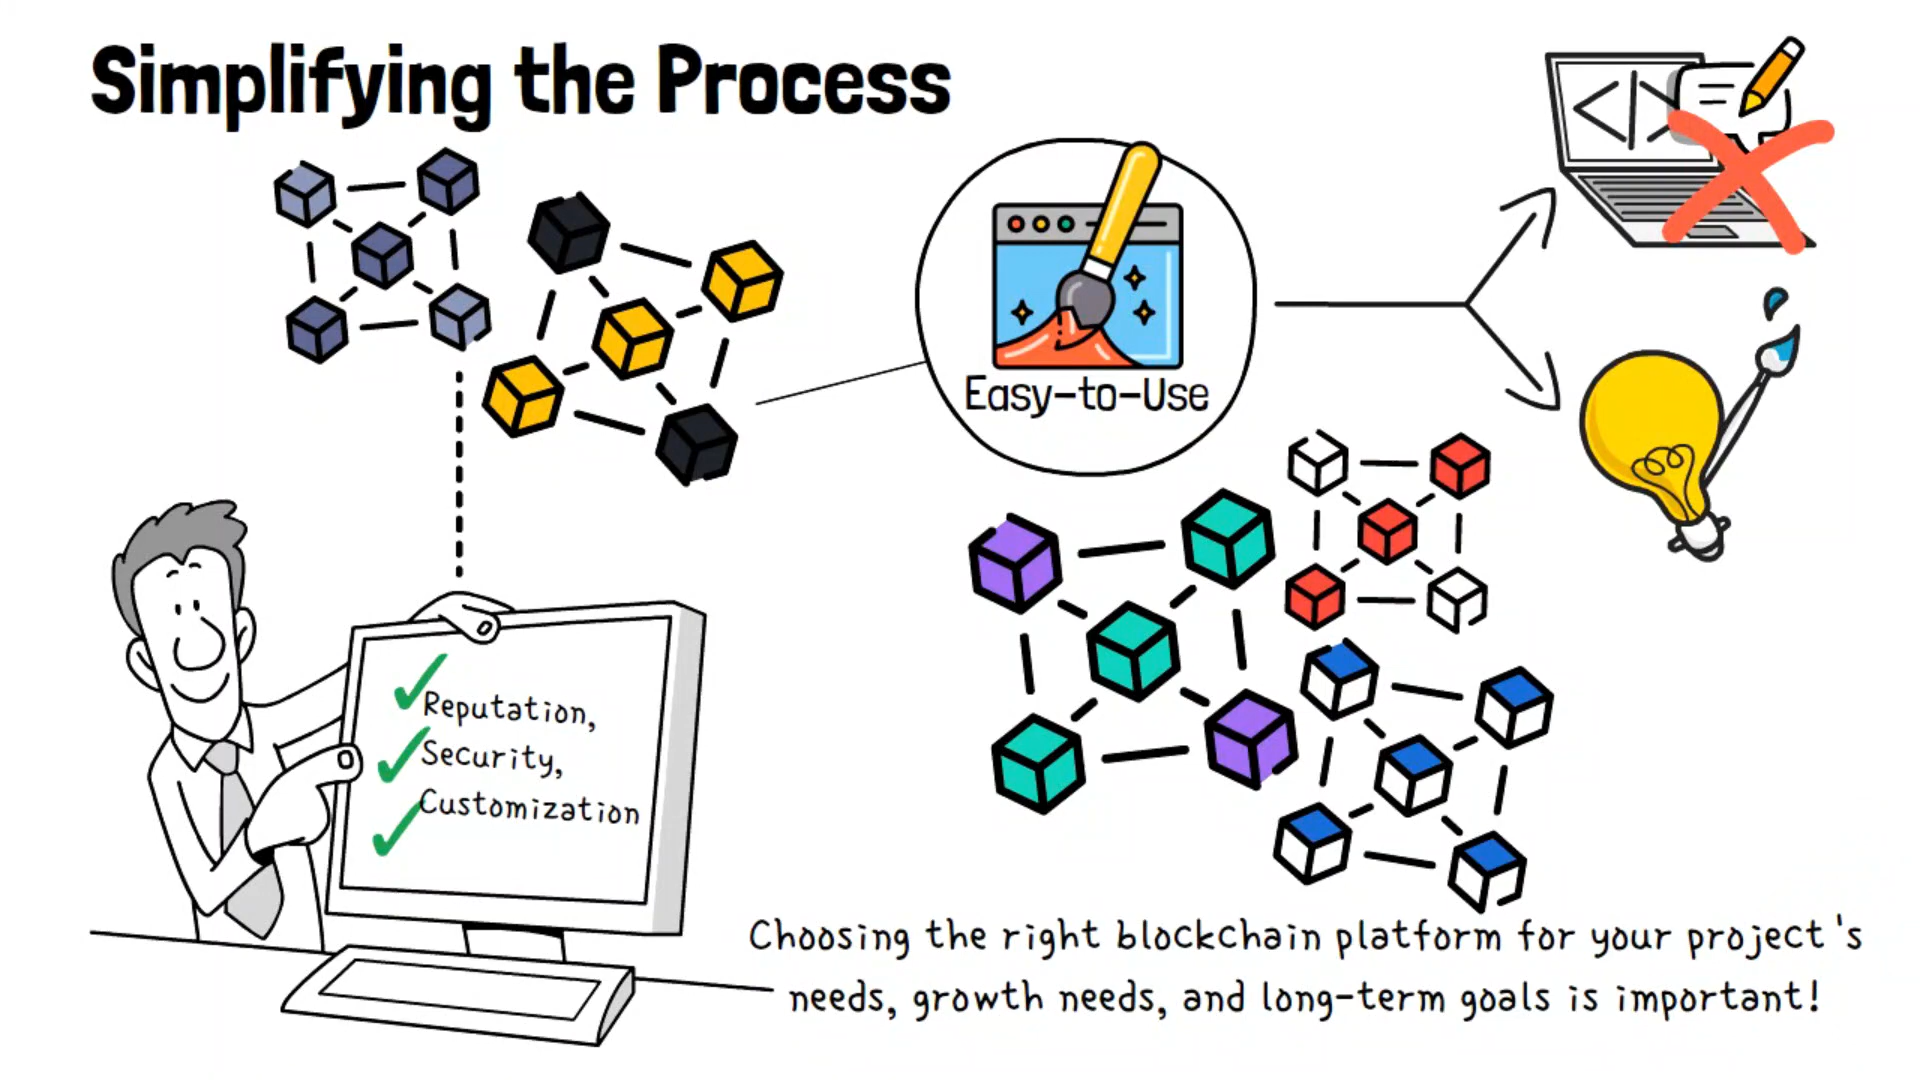 Simplifying the Process
</>
Easy-to-Use
Reputation,
Security,
Customization
Choosing the right blockchain platform for your project's
needs, growth needs, and long-term goals is important!